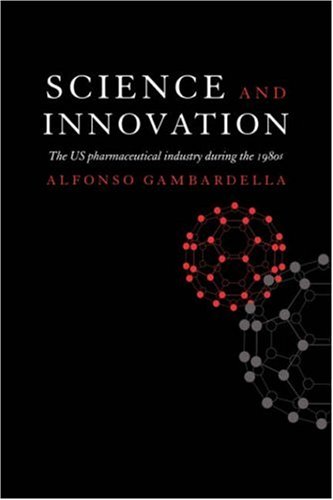 SCIENCE AND
INNOVATION
The US pharmaceutical industry during the 1980s
ALFONSO GAMBARDELLA